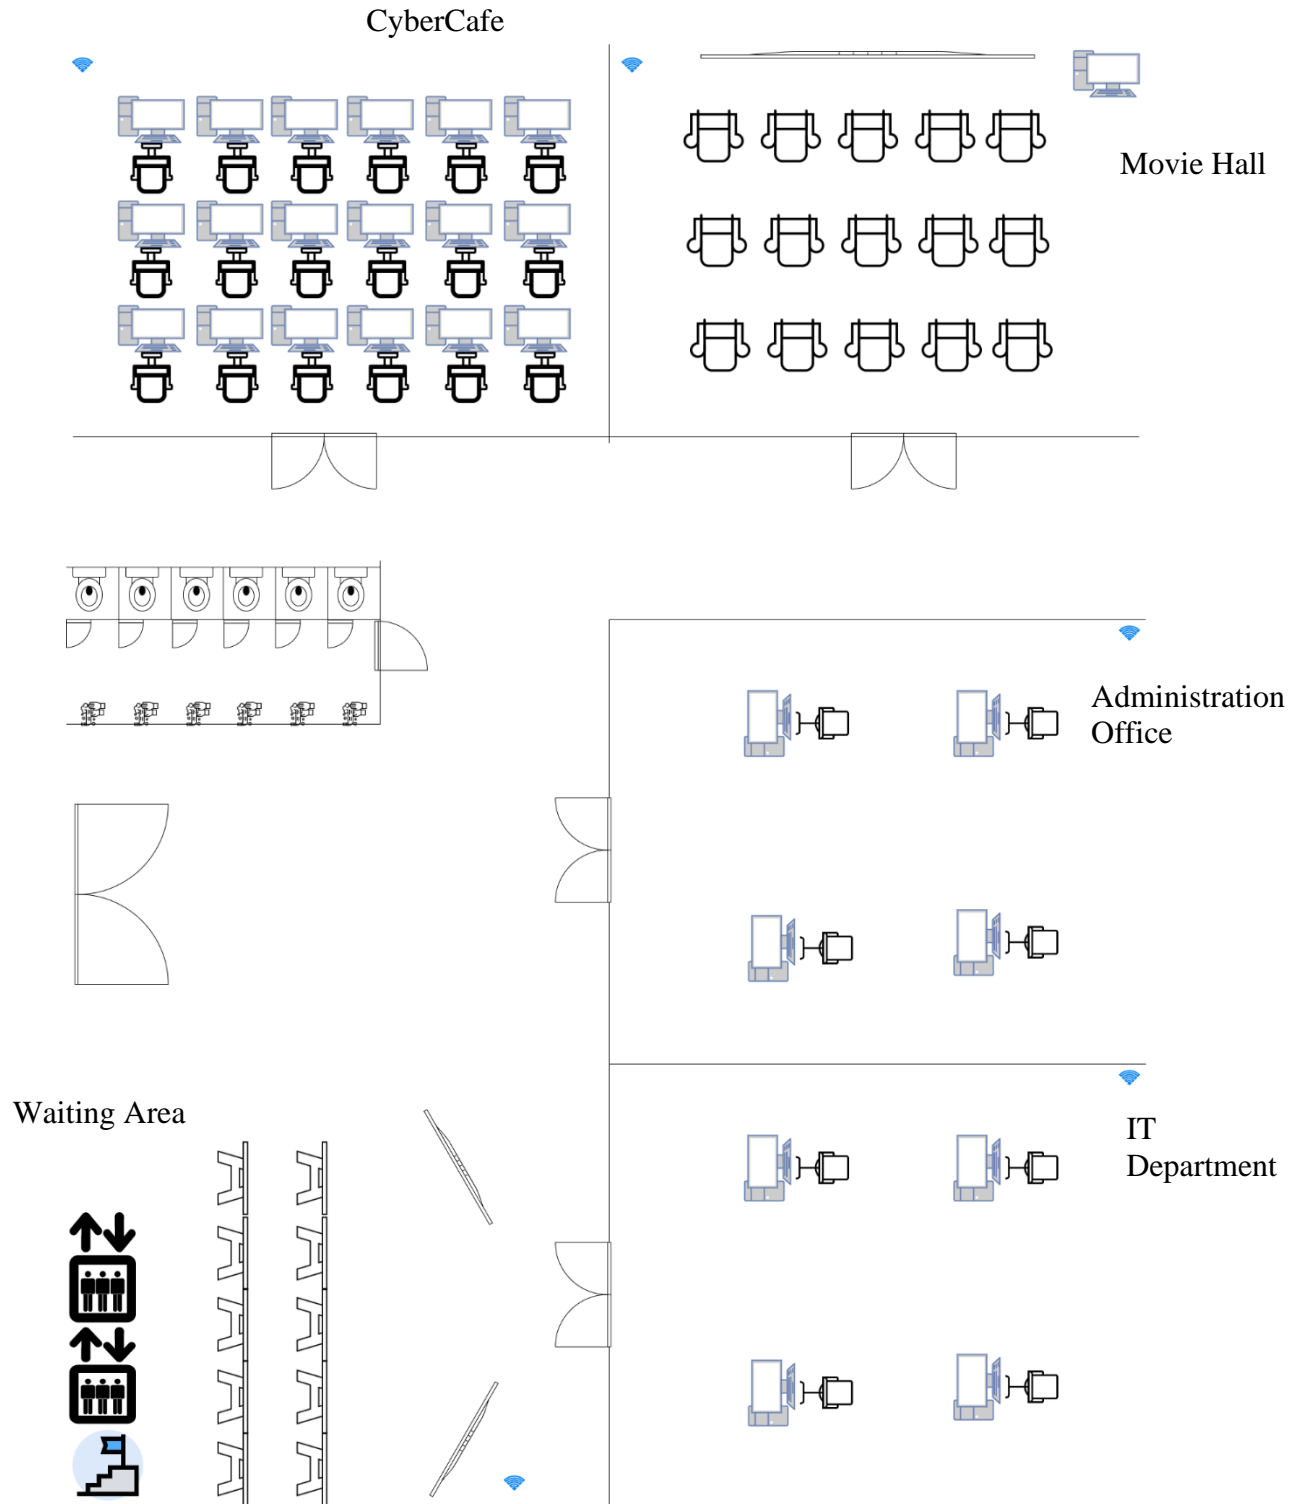 CyberCafe
Movie Hall
Administration
Office
Waiting Area
IT
Department